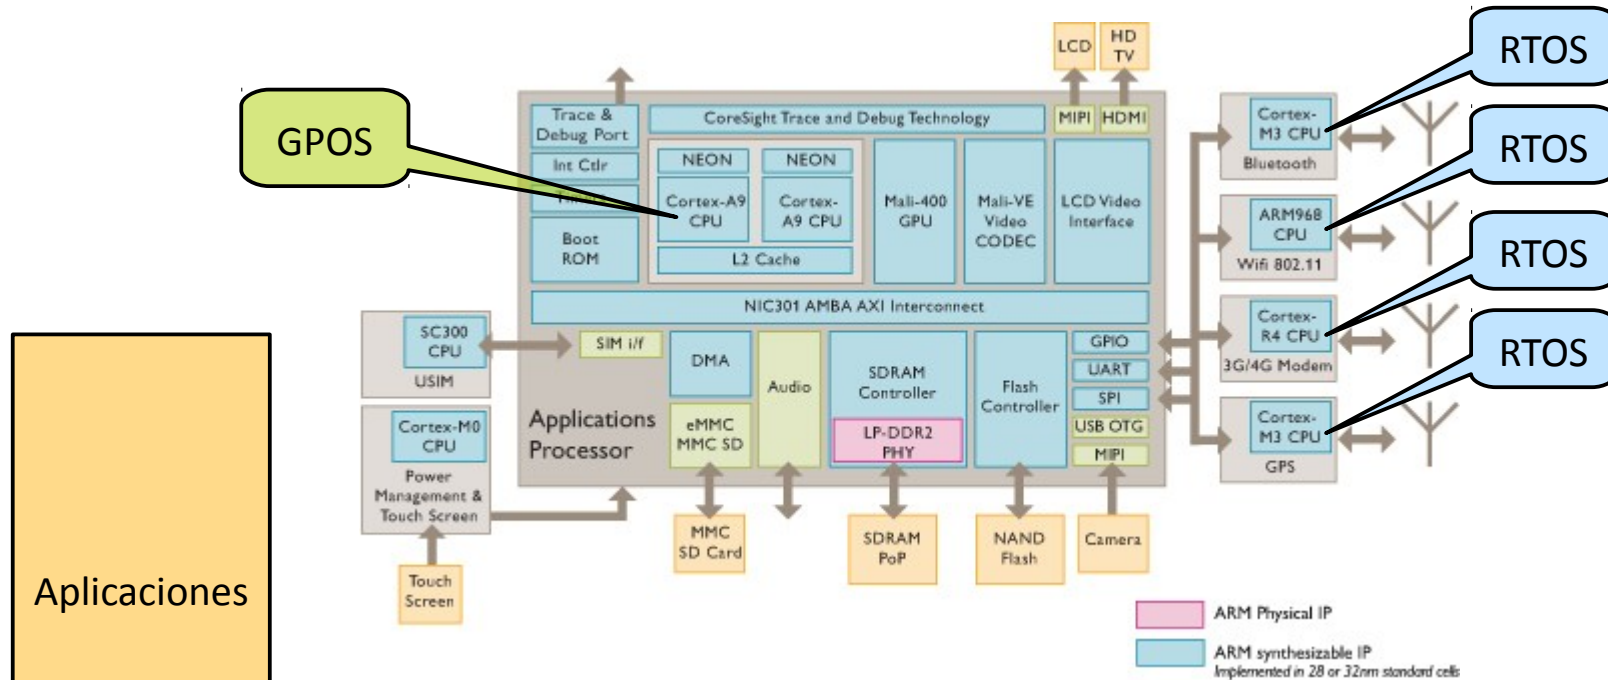 LCD
HD
TV
RTOS
GPOS
Trace &
Debug Port
CoreSight Trace and Debug Technology
MIPI
HDMI
Cortex-
M3 CPU
Bluetooth
RTOS
Int Ctlr
NEON
NEON
Cortex-A9
CPU
Cortex-
A9 CPU
Mali-400
GPU
Mali-VE
Video
CODEC
LCD Video
Interface
ARM968
CPU
Wifi 802.11
Boot
ROM
L2 Cache
RTOS
NIC301 AMBA AXI Interconnect
Cortex-
R4 CPU
3G/4G Modem
SC300
CPU
USIM
SIM i/f
DMA
Audio
SDRAM
Controller
Flash
Controller
GPIO
UART
SPI
USB OTG
MIPI
RTOS
Cortex-M0
CPU
Power
Management &
Touch Screen
Applications
Processor
eMMC
MMC SD
LP-DDR2
PHY
Cortex-
M3 CPU
GPS
MMC
SD Card
SDRAM
PoP
NAND
Flash
Camera
Touch
Screen
Aplicaciones
ARM Physical IP
ARM synthesizable IP
Implemented in 28 or 32nm standard cells